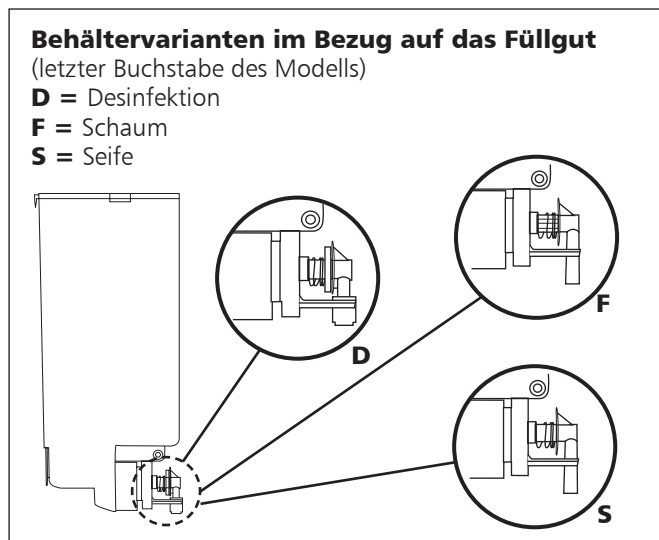 Behältervarianten im Bezug auf das Füllgut
(letzter Buchstabe des Modells)
D = Desinfektion
F = Schaum
S = Seife
D
F
S